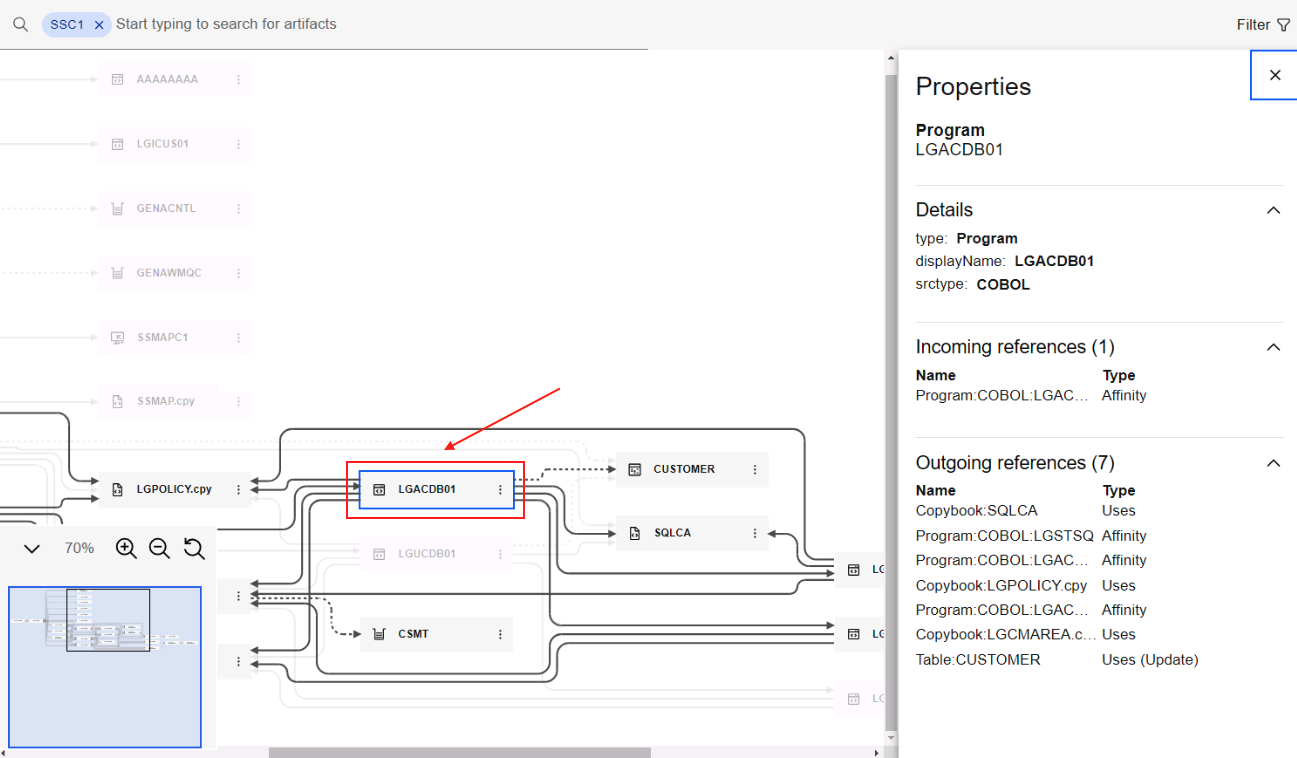 SSC1 Start typing to search for artifacts
Filter
AAAAAAAA
LGICUS01
GENACNTL
GENAWMQC
SSMAPC1
SSMAP.cpy
LGPOLICY.cpy
LGACDB01
CUSTOMER
SQLCA
LGUCDB01
CSMT
70%
Properties
Program
LGACDB01
Details
type: Program
displayName: LGACDB01
srctype: COBOL
Incoming references (1)
Name Type
Program:COBOL:LGAC... Affinity
Outgoing references (7)
Name Type
Copybook:SQLCA Uses
Program:COBOL:LGSTSQ Affinity
Program:COBOL:LGAC... Affinity
Copybook:LGPOLICY.cpy Uses
Program:COBOL:LGAC... Affinity
Copybook:LGCMAREA.c... Uses
Table:CUSTOMER Uses (Update)